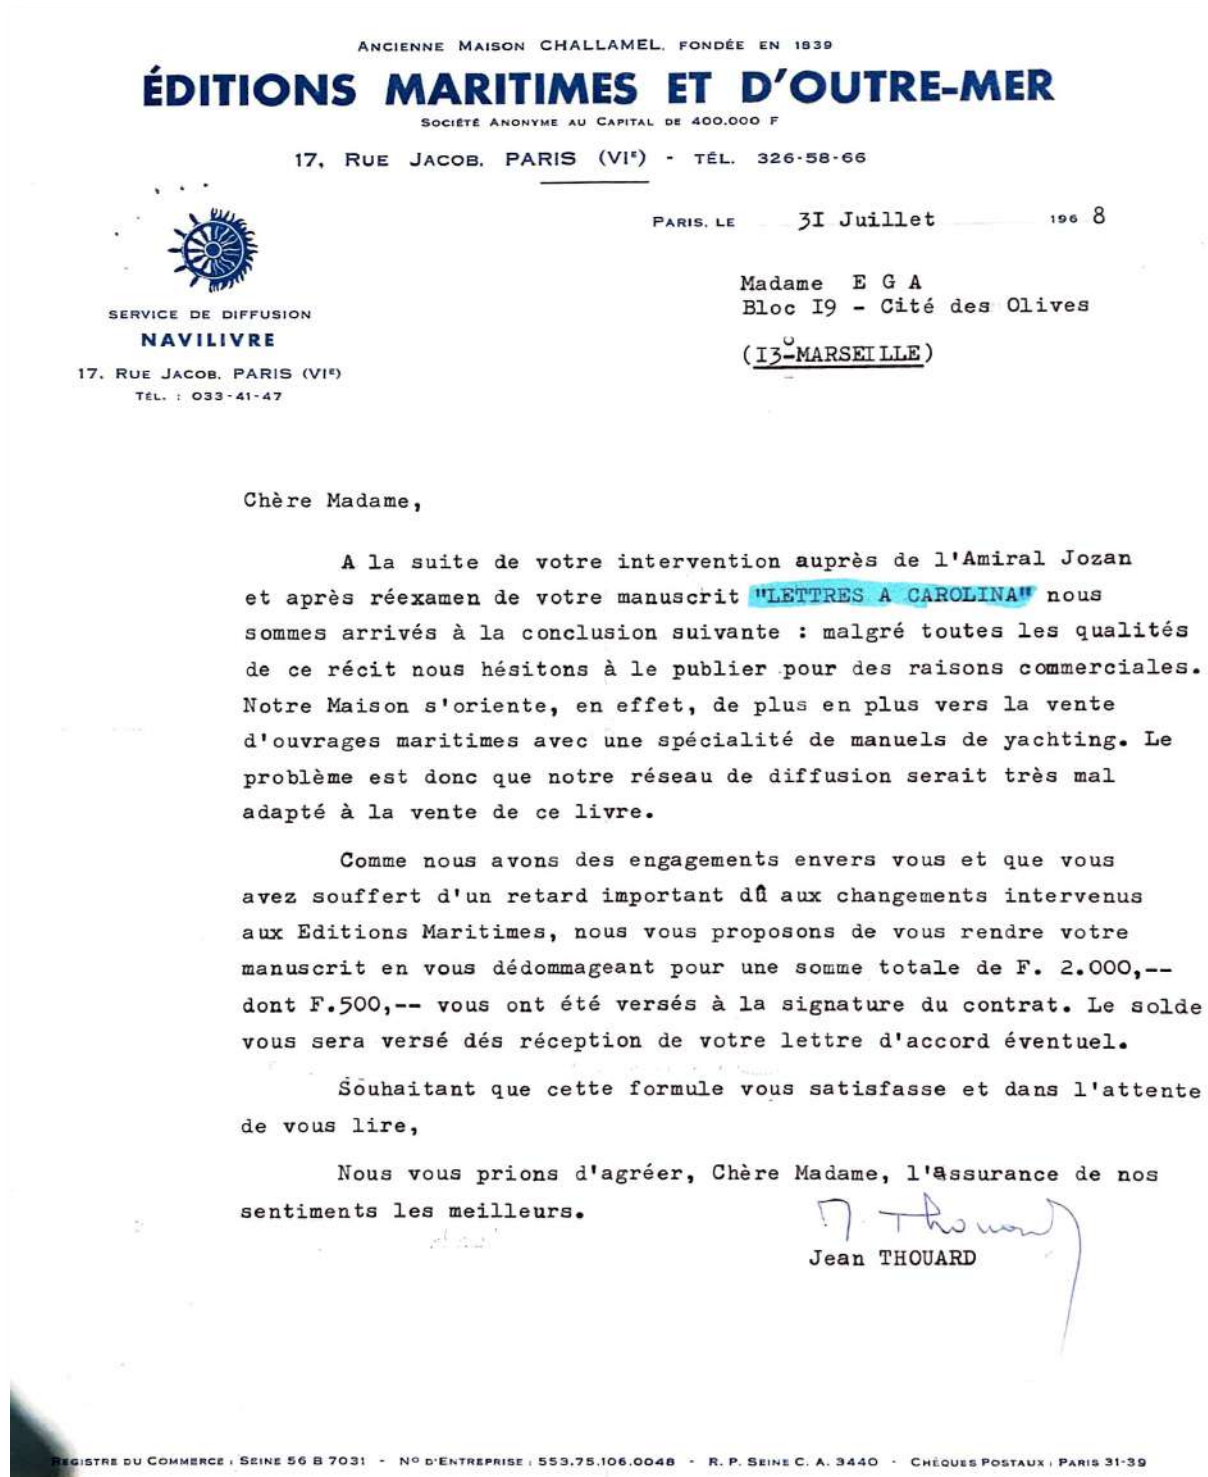 ANCIENNE MAISON CHALLAMEL, FONDÉE EN 1839
ÉDITIONS MARITIMES ET D'OUTRE-MER
SOCIÉTÉ ANONYME AU CAPITAL DE 400.000 F
17, RUE JACOB, PARIS (VIᴱ) - TÉL. 326-58-66
PARIS, LE 3I Juillet 196 8
SERVICE DE DIFFUSION
NAVILIVRE
17, RUE JACOB, PARIS (VIᴱ)
TÉL. : 033-41-47
Madame E G A
Bloc I9 - Cité des Olives
(I3-MARSEILLE)
Chère Madame,
A la suite de votre intervention auprès de l'Amiral Jozan
et après réexamen de votre manuscrit "LETTRES A CAROLINA" nous
sommes arrivés à la conclusion suivante : malgré toutes les qualités
de ce récit nous hésitons à le publier pour des raisons commerciales.
Notre Maison s'oriente, en effet, de plus en plus vers la vente
d'ouvrages maritimes avec une spécialité de manuels de yachting. Le
problème est donc que notre réseau de diffusion serait très mal
adapté à la vente de ce livre.
Comme nous avons des engagements envers vous et que vous
avez souffert d'un retard important dû aux changements intervenus
aux Editions Maritimes, nous vous proposons de vous rendre votre
manuscrit en vous dédommageant pour une somme totale de F. 2.000,--
dont F.500,-- vous ont été versés à la signature du contrat. Le solde
vous sera versé dés réception de votre lettre d'accord éventuel.
Souhaitant que cette formule vous satisfasse et dans l'attente
de vous lire,
Nous vous prions d'agréer, Chère Madame, l'assurance de nos
sentiments les meilleurs.
J. Thouard
Jean THOUARD
REGISTRE DU COMMERCE : SEINE 56 B 7031 - Nº D'ENTREPRISE : 553.75.106.0048 - R. P. SEINE C. A. 3440 - CHÈQUES POSTAUX : PARIS 31-39